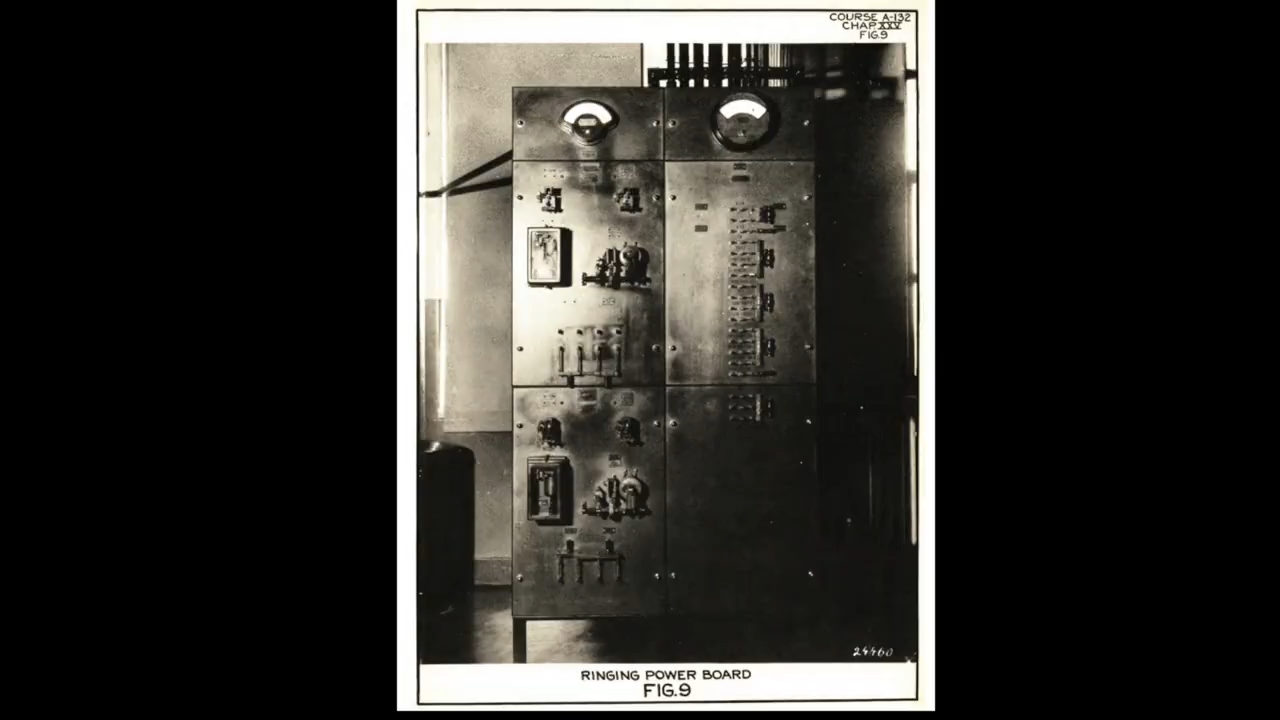 COURSE A-132
CHAP. XXV
FIG.9
24460
RINGING POWER BOARD
FIG.9